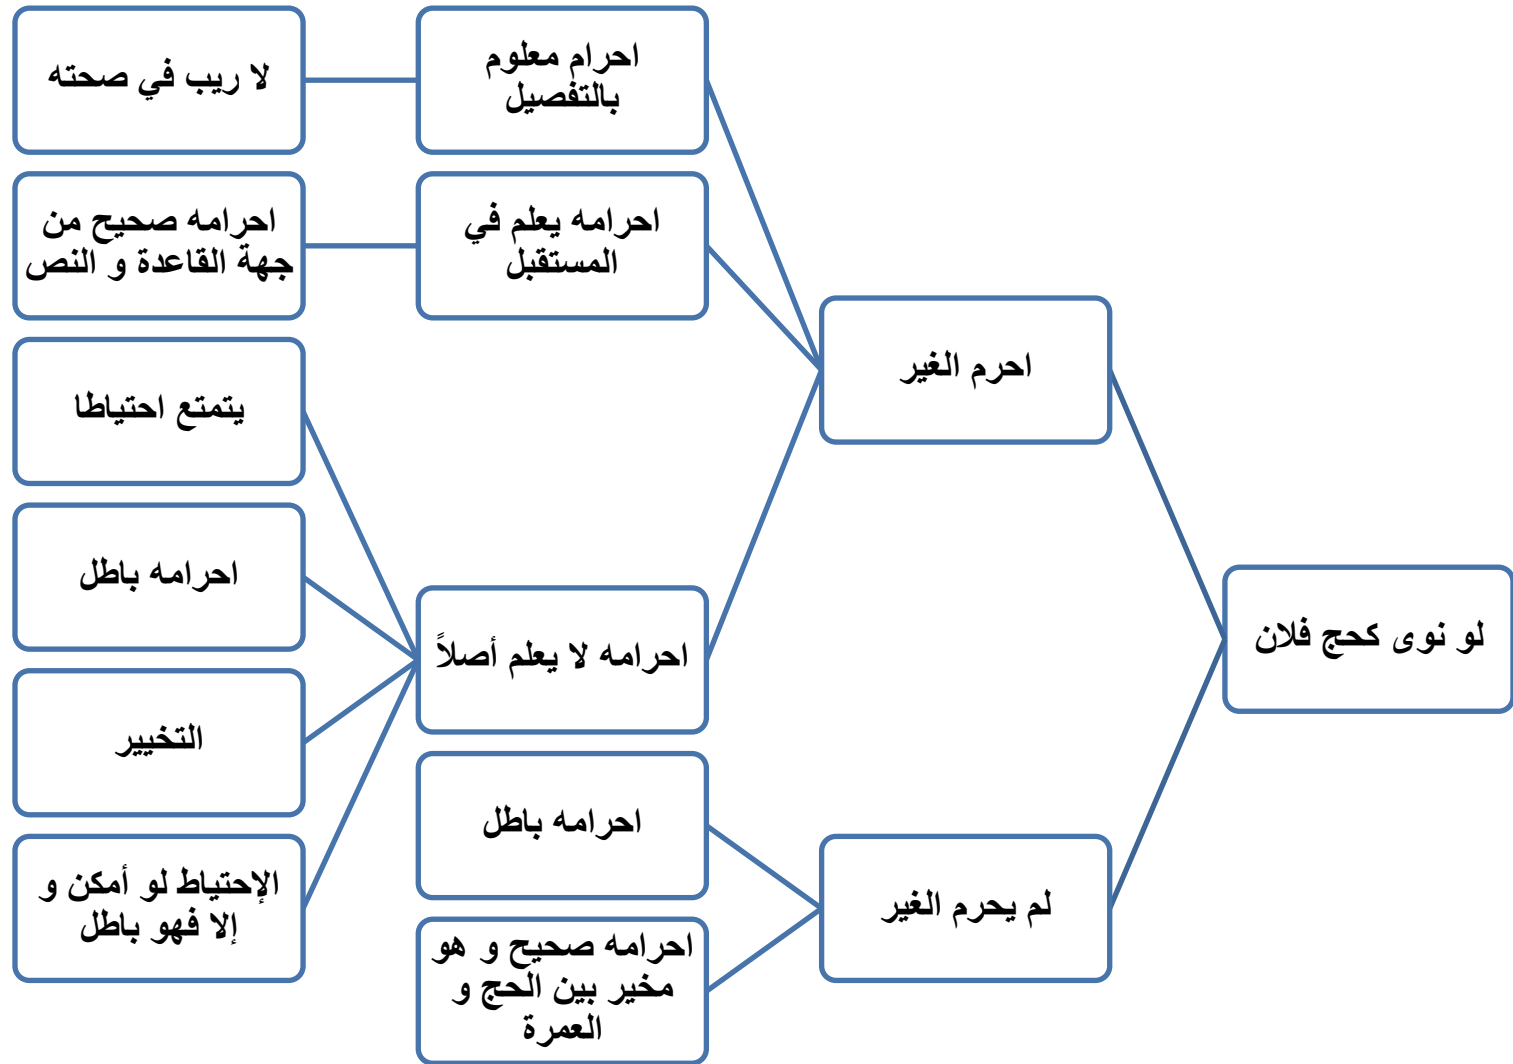 لو نوى كحج فلان
احرم الغير
احرام معلوم
بالتفصيل
لا ريب في صحته
احرامه يعلم في
المستقبل
احرامه صحيح من
جهة القاعدة و النص
احرامه لا يعلم أصلاً
يتمتع احتياطا
احرامه باطل
التخيير
الإحتياط لو أمكن و
إلا فهو باطل
لم يحرم الغير
احرامه باطل
احرامه صحيح و هو
مخير بين الحج و
العمرة